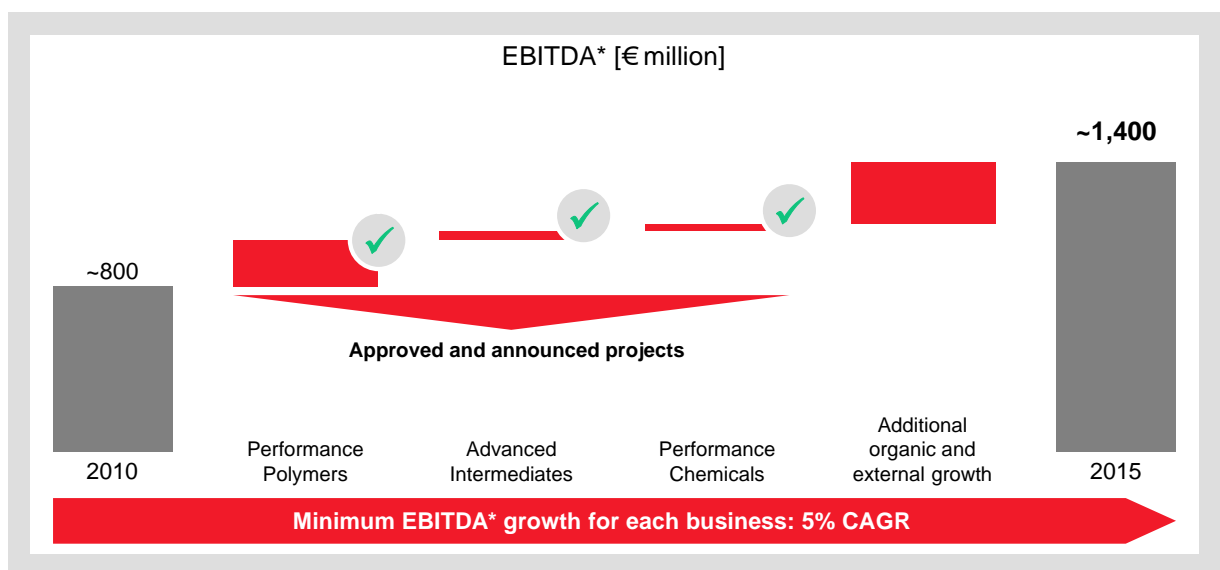 EBITDA* [€ million]
~1,400
~800
Approved and announced projects
2010
Performance
Polymers
Advanced
Intermediates
Performance
Chemicals
Additional
organic and
external growth
2015
Minimum EBITDA* growth for each business: 5% CAGR